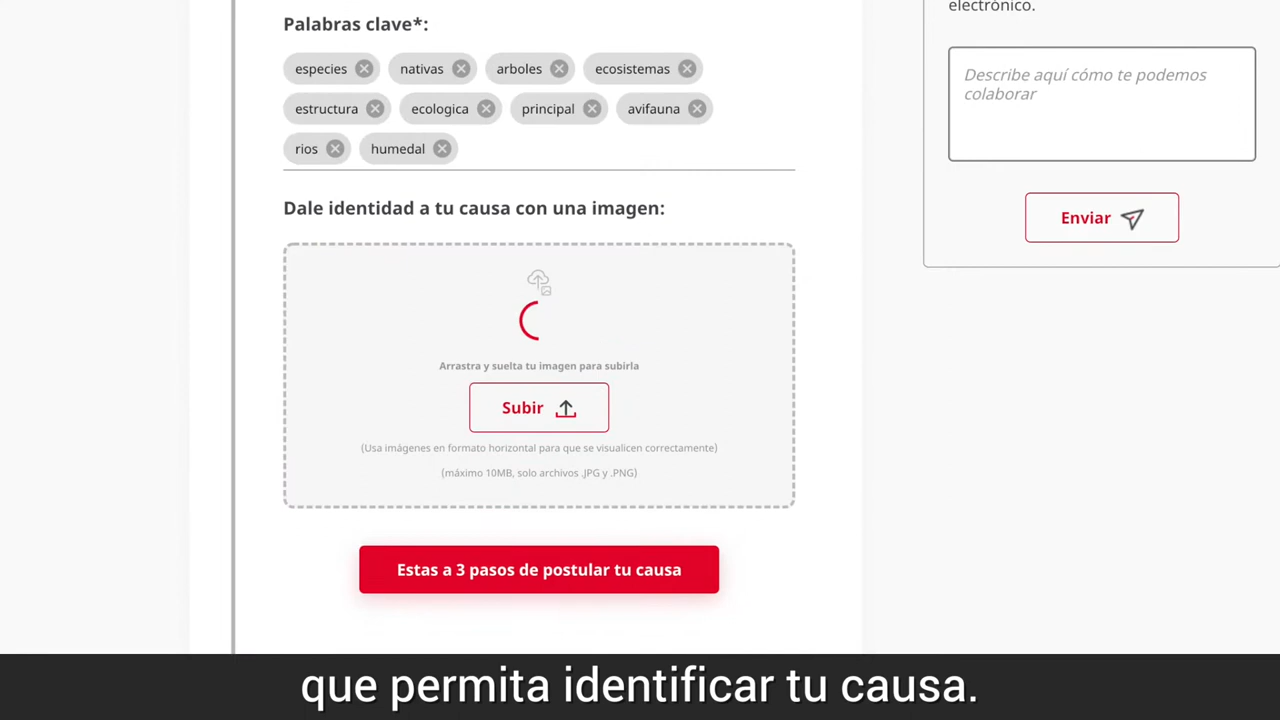 Palabras clave*:
especies nativas arboles ecosistemas
estructura ecologica principal avifauna
rios humedal
Dale identidad a tu causa con una imagen:
Arrastra y suelta tu imagen para subirla
Subir
(Usa imágenes en formato horizontal para que se visualicen correctamente)
(máximo 10MB, solo archivos .JPG y .PNG)
Estas a 3 pasos de postular tu causa
electrónico.
Describe aquí cómo te podemos
colaborar
Enviar
que permita identificar tu causa.